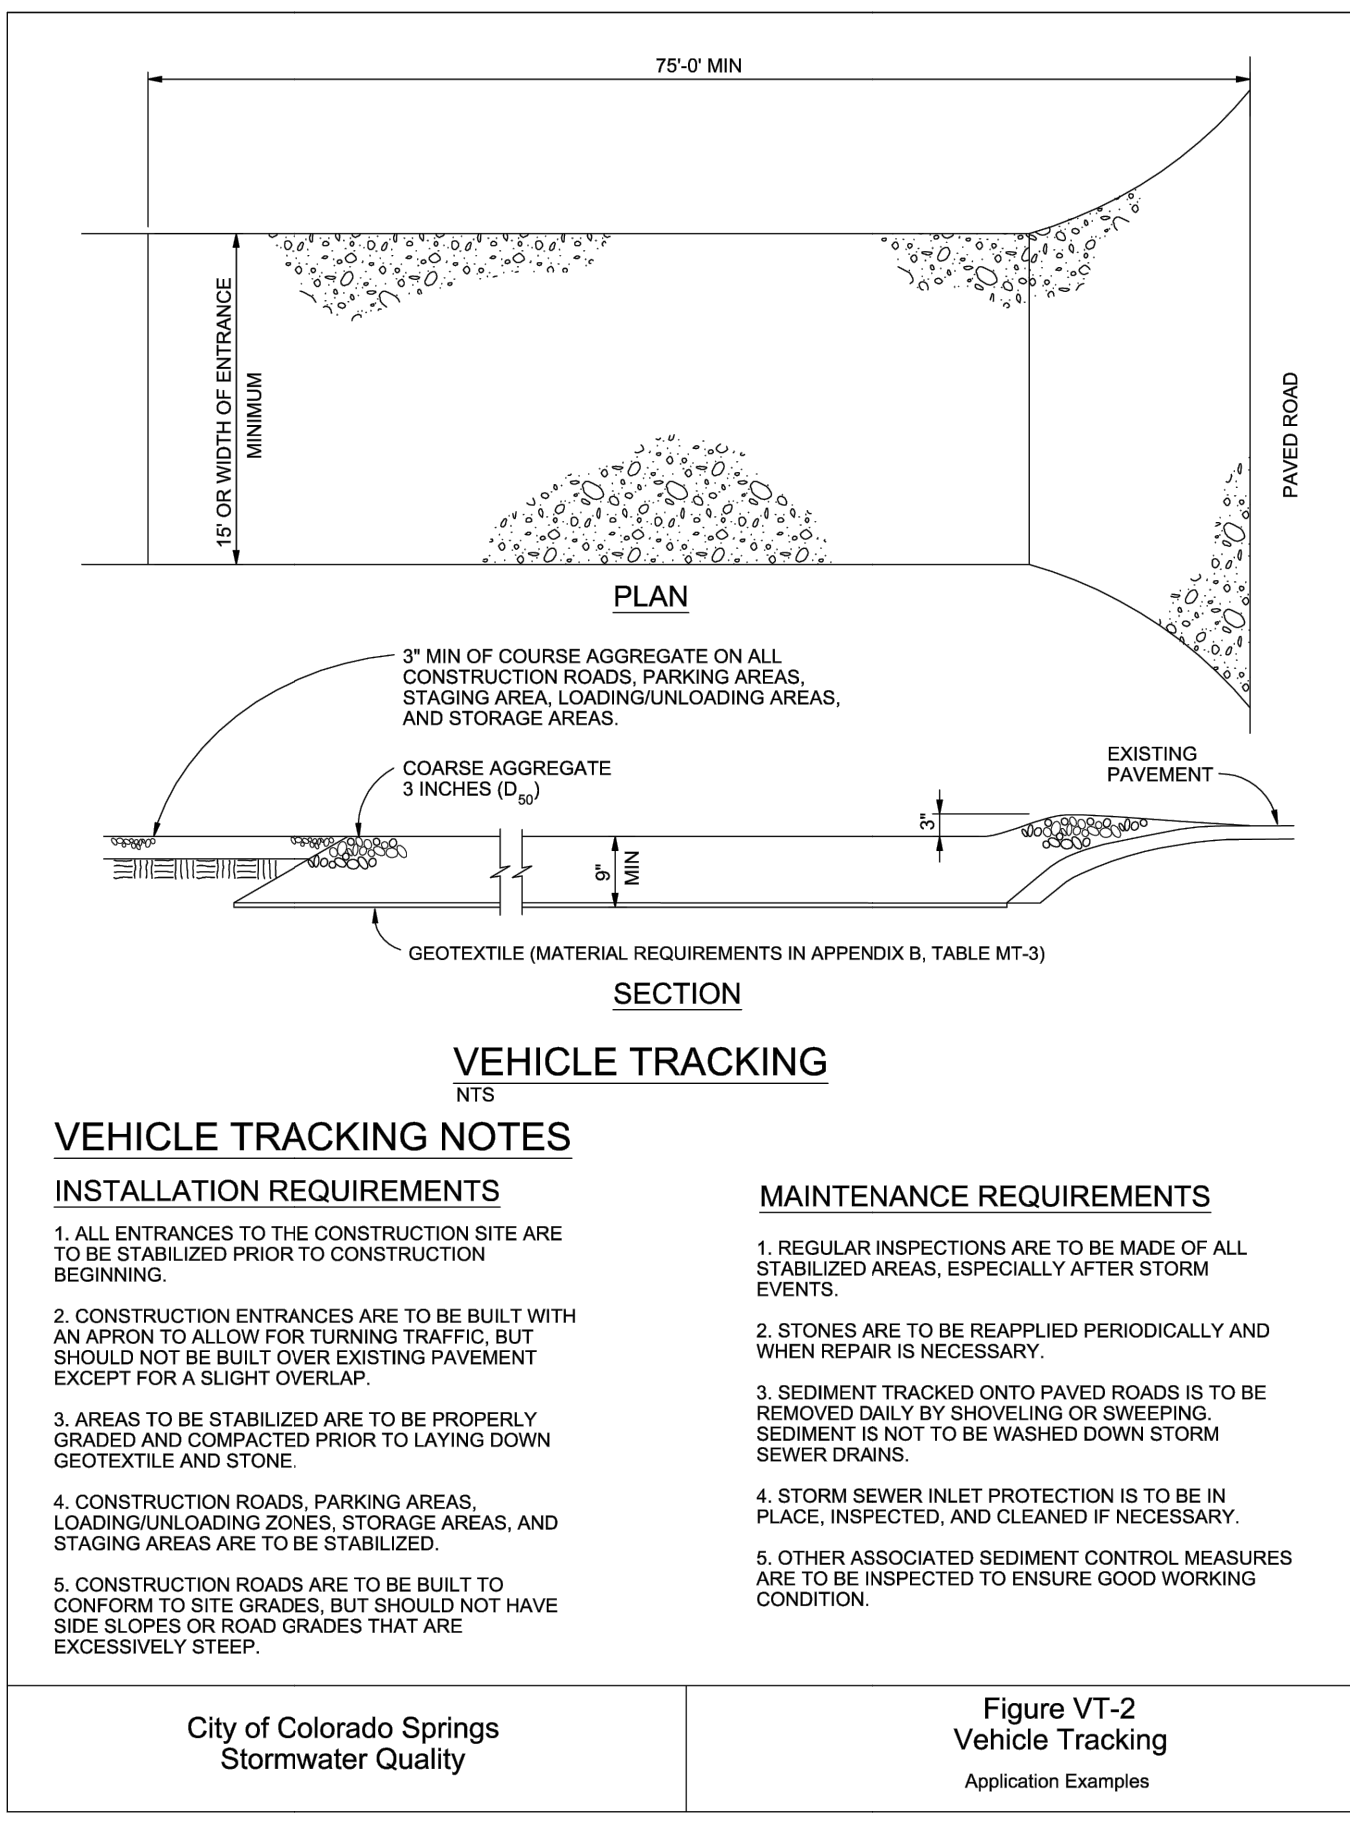 75'-0' MIN
15' OR WIDTH OF ENTRANCE
MINIMUM
PAVED ROAD
PLAN
3" MIN OF COURSE AGGREGATE ON ALL
CONSTRUCTION ROADS, PARKING AREAS,
STAGING AREA, LOADING/UNLOADING AREAS,
AND STORAGE AREAS.
COARSE AGGREGATE
3 INCHES (D50)
EXISTING
PAVEMENT
3"
9"
MIN
GEOTEXTILE (MATERIAL REQUIREMENTS IN APPENDIX B, TABLE MT-3)
SECTION
VEHICLE TRACKING
NTS
VEHICLE TRACKING NOTES
INSTALLATION REQUIREMENTS
1. ALL ENTRANCES TO THE CONSTRUCTION SITE ARE
TO BE STABILIZED PRIOR TO CONSTRUCTION
BEGINNING.
2. CONSTRUCTION ENTRANCES ARE TO BE BUILT WITH
AN APRON TO ALLOW FOR TURNING TRAFFIC, BUT
SHOULD NOT BE BUILT OVER EXISTING PAVEMENT
EXCEPT FOR A SLIGHT OVERLAP.
3. AREAS TO BE STABILIZED ARE TO BE PROPERLY
GRADED AND COMPACTED PRIOR TO LAYING DOWN
GEOTEXTILE AND STONE.
4. CONSTRUCTION ROADS, PARKING AREAS,
LOADING/UNLOADING ZONES, STORAGE AREAS, AND
STAGING AREAS ARE TO BE STABILIZED.
5. CONSTRUCTION ROADS ARE TO BE BUILT TO
CONFORM TO SITE GRADES, BUT SHOULD NOT HAVE
SIDE SLOPES OR ROAD GRADES THAT ARE
EXCESSIVELY STEEP.
MAINTENANCE REQUIREMENTS
1. REGULAR INSPECTIONS ARE TO BE MADE OF ALL
STABILIZED AREAS, ESPECIALLY AFTER STORM
EVENTS.
2. STONES ARE TO BE REAPPLIED PERIODICALLY AND
WHEN REPAIR IS NECESSARY.
3. SEDIMENT TRACKED ONTO PAVED ROADS IS TO BE
REMOVED DAILY BY SHOVELING OR SWEEPING.
SEDIMENT IS NOT TO BE WASHED DOWN STORM
SEWER DRAINS.
4. STORM SEWER INLET PROTECTION IS TO BE IN
PLACE, INSPECTED, AND CLEANED IF NECESSARY.
5. OTHER ASSOCIATED SEDIMENT CONTROL MEASURES
ARE TO BE INSPECTED TO ENSURE GOOD WORKING
CONDITION.
City of Colorado Springs
Stormwater Quality
Figure VT-2
Vehicle Tracking
Application Examples